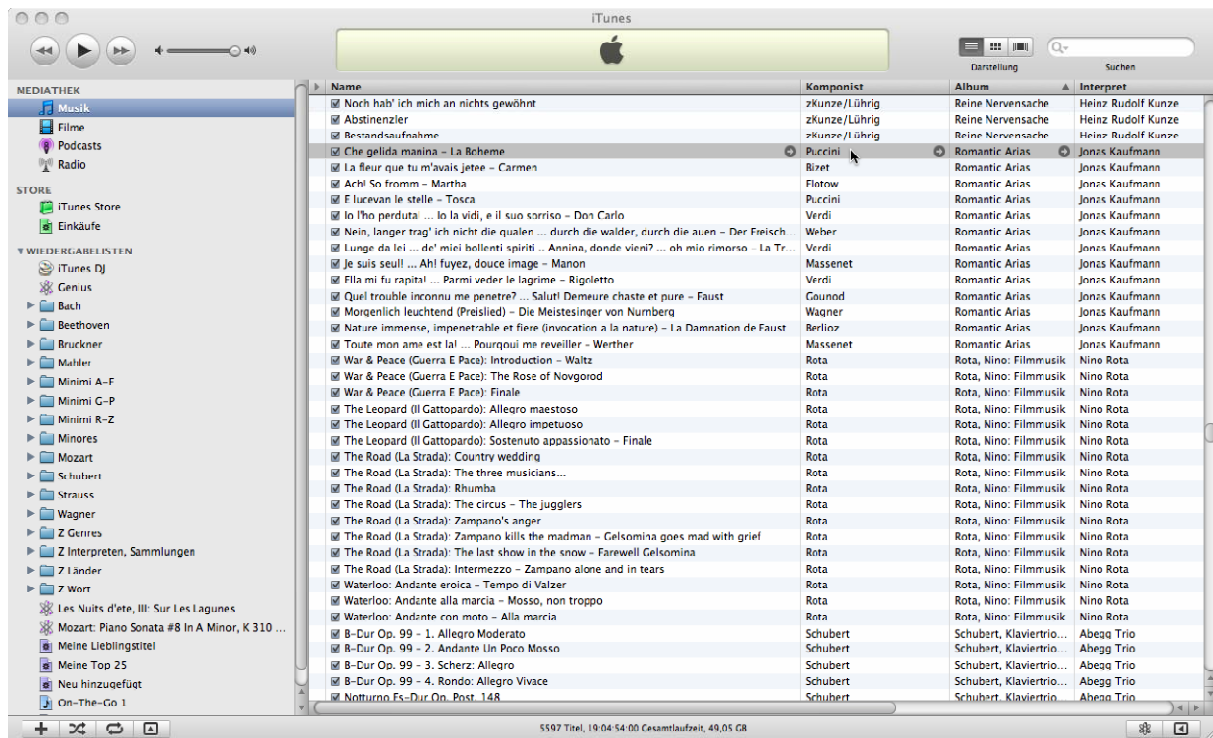 iTunes
Darstellung Suchen
MEDIATHEK
Musik
Filme
Podcasts
Radio
STORE
iTunes Store
Einkäufe
WIEDERGABELISTEN
iTunes DJ
Genius
Bach
Beethoven
Bruckner
Mahler
Minimi A-F
Minimi G-P
Minimi R-Z
Minores
Mozart
Schubert
Strauss
Wagner
Z Genres
Z Interpreten, Sammlungen
Z Länder
Z Wort
Les Nuits d'ete, III: Sur Les Lagunes
Mozart: Piano Sonata #8 In A Minor, K 310 ...
Meine Lieblingstitel
Meine Top 25
Neu hinzugefügt
On-The-Go 1
Name Komponist Album Interpret
Noch hab' ich mich an nichts gewöhnt zKunze/Lührig Reine Nervensache Heinz Rudolf Kunze
Abstinenzler zKunze/Lührig Reine Nervensache Heinz Rudolf Kunze
Bestandsaufnahme zKunze/Lührig Reine Nervensache Heinz Rudolf Kunze
Che gelida manina - La Boheme Puccini Romantic Arias Jonas Kaufmann
La fleur que tu m'avais jetee - Carmen Bizet Romantic Arias Jonas Kaufmann
Ach! So fromm - Martha Flotow Romantic Arias Jonas Kaufmann
E lucevan le stelle - Tosca Puccini Romantic Arias Jonas Kaufmann
Io l'ho perduta! ... Io la vidi, e il suo sorriso - Don Carlo Verdi Romantic Arias Jonas Kaufmann
Nein, langer trag' ich nicht die qualen ... durch die walder, durch die auen - Der Freisch... Weber Romantic Arias Jonas Kaufmann
Lunge da lei ... de' miei bollenti spiriti .. Annina, donde vieni? ... oh mio rimorso - La Tr... Verdi Romantic Arias Jonas Kaufmann
Je suis seul! ... Ah! fuyez, douce image - Manon Massenet Romantic Arias Jonas Kaufmann
Ella mi fu rapita! ... Parmi veder le lagrime - Rigoletto Verdi Romantic Arias Jonas Kaufmann
Quel trouble inconnu me penetre? ... Salut! Demeure chaste et pure - Faust Gounod Romantic Arias Jonas Kaufmann
Morgenlich leuchtend (Preislied) - Die Meistesinger von Nurnberg Wagner Romantic Arias Jonas Kaufmann
Nature immense, impenetrable et fiere (invocation a la nature) - La Damnation de Faust Berlioz Romantic Arias Jonas Kaufmann
Toute mon ame est la! ... Pourqoui me reveiller - Werther Massenet Romantic Arias Jonas Kaufmann
War & Peace (Guerra E Pace): Introduction - Waltz Rota Rota, Nino: Filmmusik Nino Rota
War & Peace (Guerra E Pace): The Rose of Novgorod Rota Rota, Nino: Filmmusik Nino Rota
War & Peace (Guerra E Pace): Finale Rota Rota, Nino: Filmmusik Nino Rota
The Leopard (Il Gattopardo): Allegro maestoso Rota Rota, Nino: Filmmusik Nino Rota
The Leopard (Il Gattopardo): Allegro impetuoso Rota Rota, Nino: Filmmusik Nino Rota
The Leopard (Il Gattopardo): Sostenuto appassionato - Finale Rota Rota, Nino: Filmmusik Nino Rota
The Road (La Strada): Country wedding Rota Rota, Nino: Filmmusik Nino Rota
The Road (La Strada): The three musicians... Rota Rota, Nino: Filmmusik Nino Rota
The Road (La Strada): Rhumba Rota Rota, Nino: Filmmusik Nino Rota
The Road (La Strada): The circus - The jugglers Rota Rota, Nino: Filmmusik Nino Rota
The Road (La Strada): Zampano's anger Rota Rota, Nino: Filmmusik Nino Rota
The Road (La Strada): Zampano kills the madman - Gelsomina goes mad with grief Rota Rota, Nino: Filmmusik Nino Rota
The Road (La Strada): The last show in the snow - Farewell Gelsomina Rota Rota, Nino: Filmmusik Nino Rota
The Road (La Strada): Intermezzo - Zampano alone and in tears Rota Rota, Nino: Filmmusik Nino Rota
Waterloo: Andante eroica - Tempo di Valzer Rota Rota, Nino: Filmmusik Nino Rota
Waterloo: Andante alla marcia - Mosso, non troppo Rota Rota, Nino: Filmmusik Nino Rota
Waterloo: Andante con moto - Alla marcia Rota Rota, Nino: Filmmusik Nino Rota
B-Dur Op. 99 - 1. Allegro Moderato Schubert Schubert, Klaviertrio... Abegg Trio
B-Dur Op. 99 - 2. Andante Un Poco Mosso Schubert Schubert, Klaviertrio... Abegg Trio
B-Dur Op. 99 - 3. Scherz: Allegro Schubert Schubert, Klaviertrio... Abegg Trio
B-Dur Op. 99 - 4. Rondo: Allegro Vivace Schubert Schubert, Klaviertrio... Abegg Trio
Notturno Es-Dur Op. Post. 148 Schubert Schubert, Klaviertrio... Abegg Trio
5597 Titel, 19:04:54:00 Gesamtlaufzeit, 49,05 GB